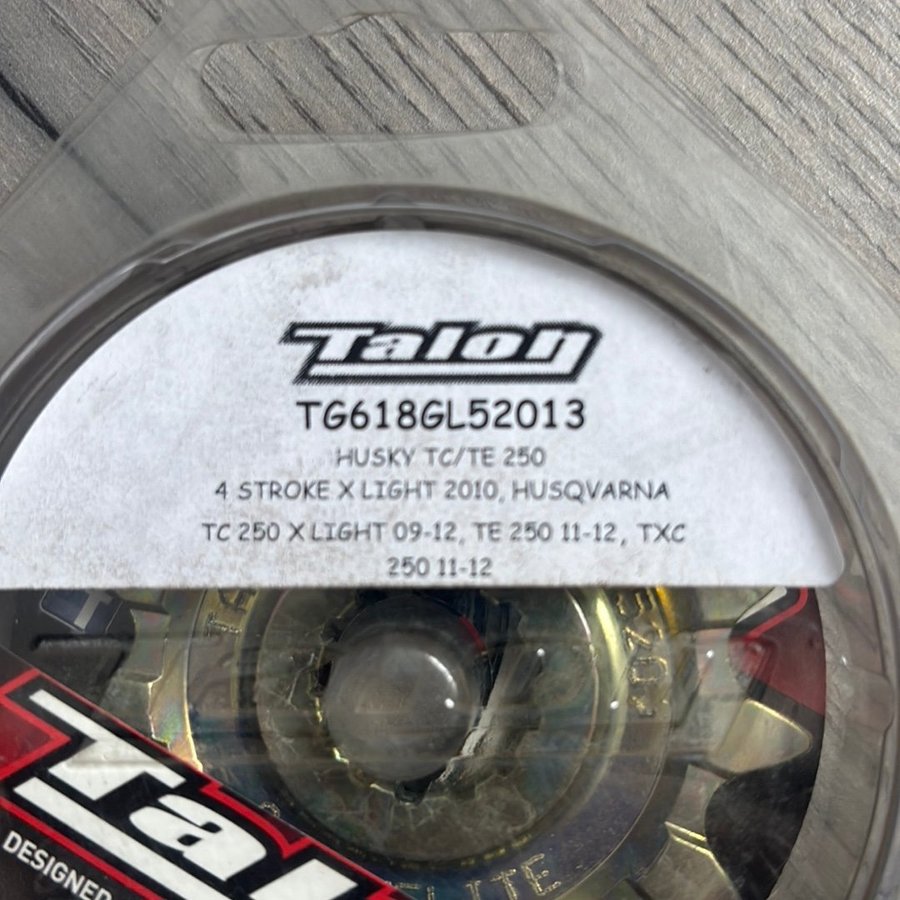 Talon
TG618GL52013
HUSKY TC/TE 250
4 STROKE X LIGHT 2010, HUSQVARNA
TC 250 X LIGHT 09-12, TE 250 11-12, TXC
250 11-12
Tal
DESIGNED